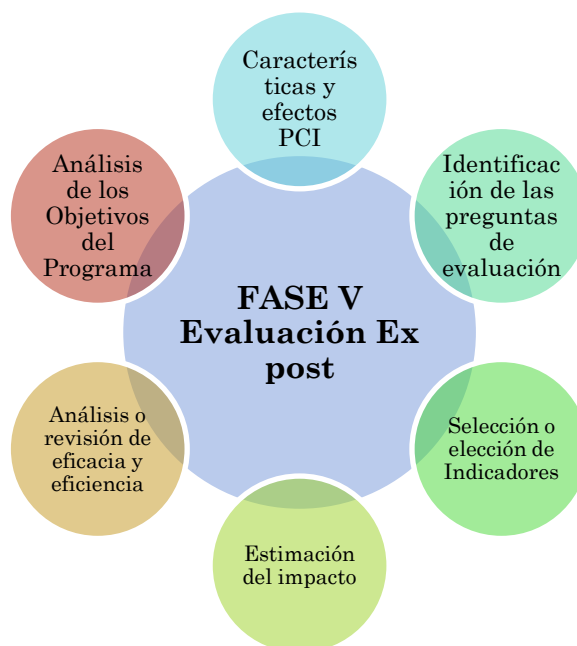 Caracterís
ticas y
efectos
PCI
Identificac
ión de las
preguntas
de
evaluación
Selección o
elección de
Indicadores
Estimación
del impacto
Análisis o
revisión de
eficacia y
eficiencia
Análisis
de los
Objetivos
del
Programa
FASE V
Evaluación Ex
post